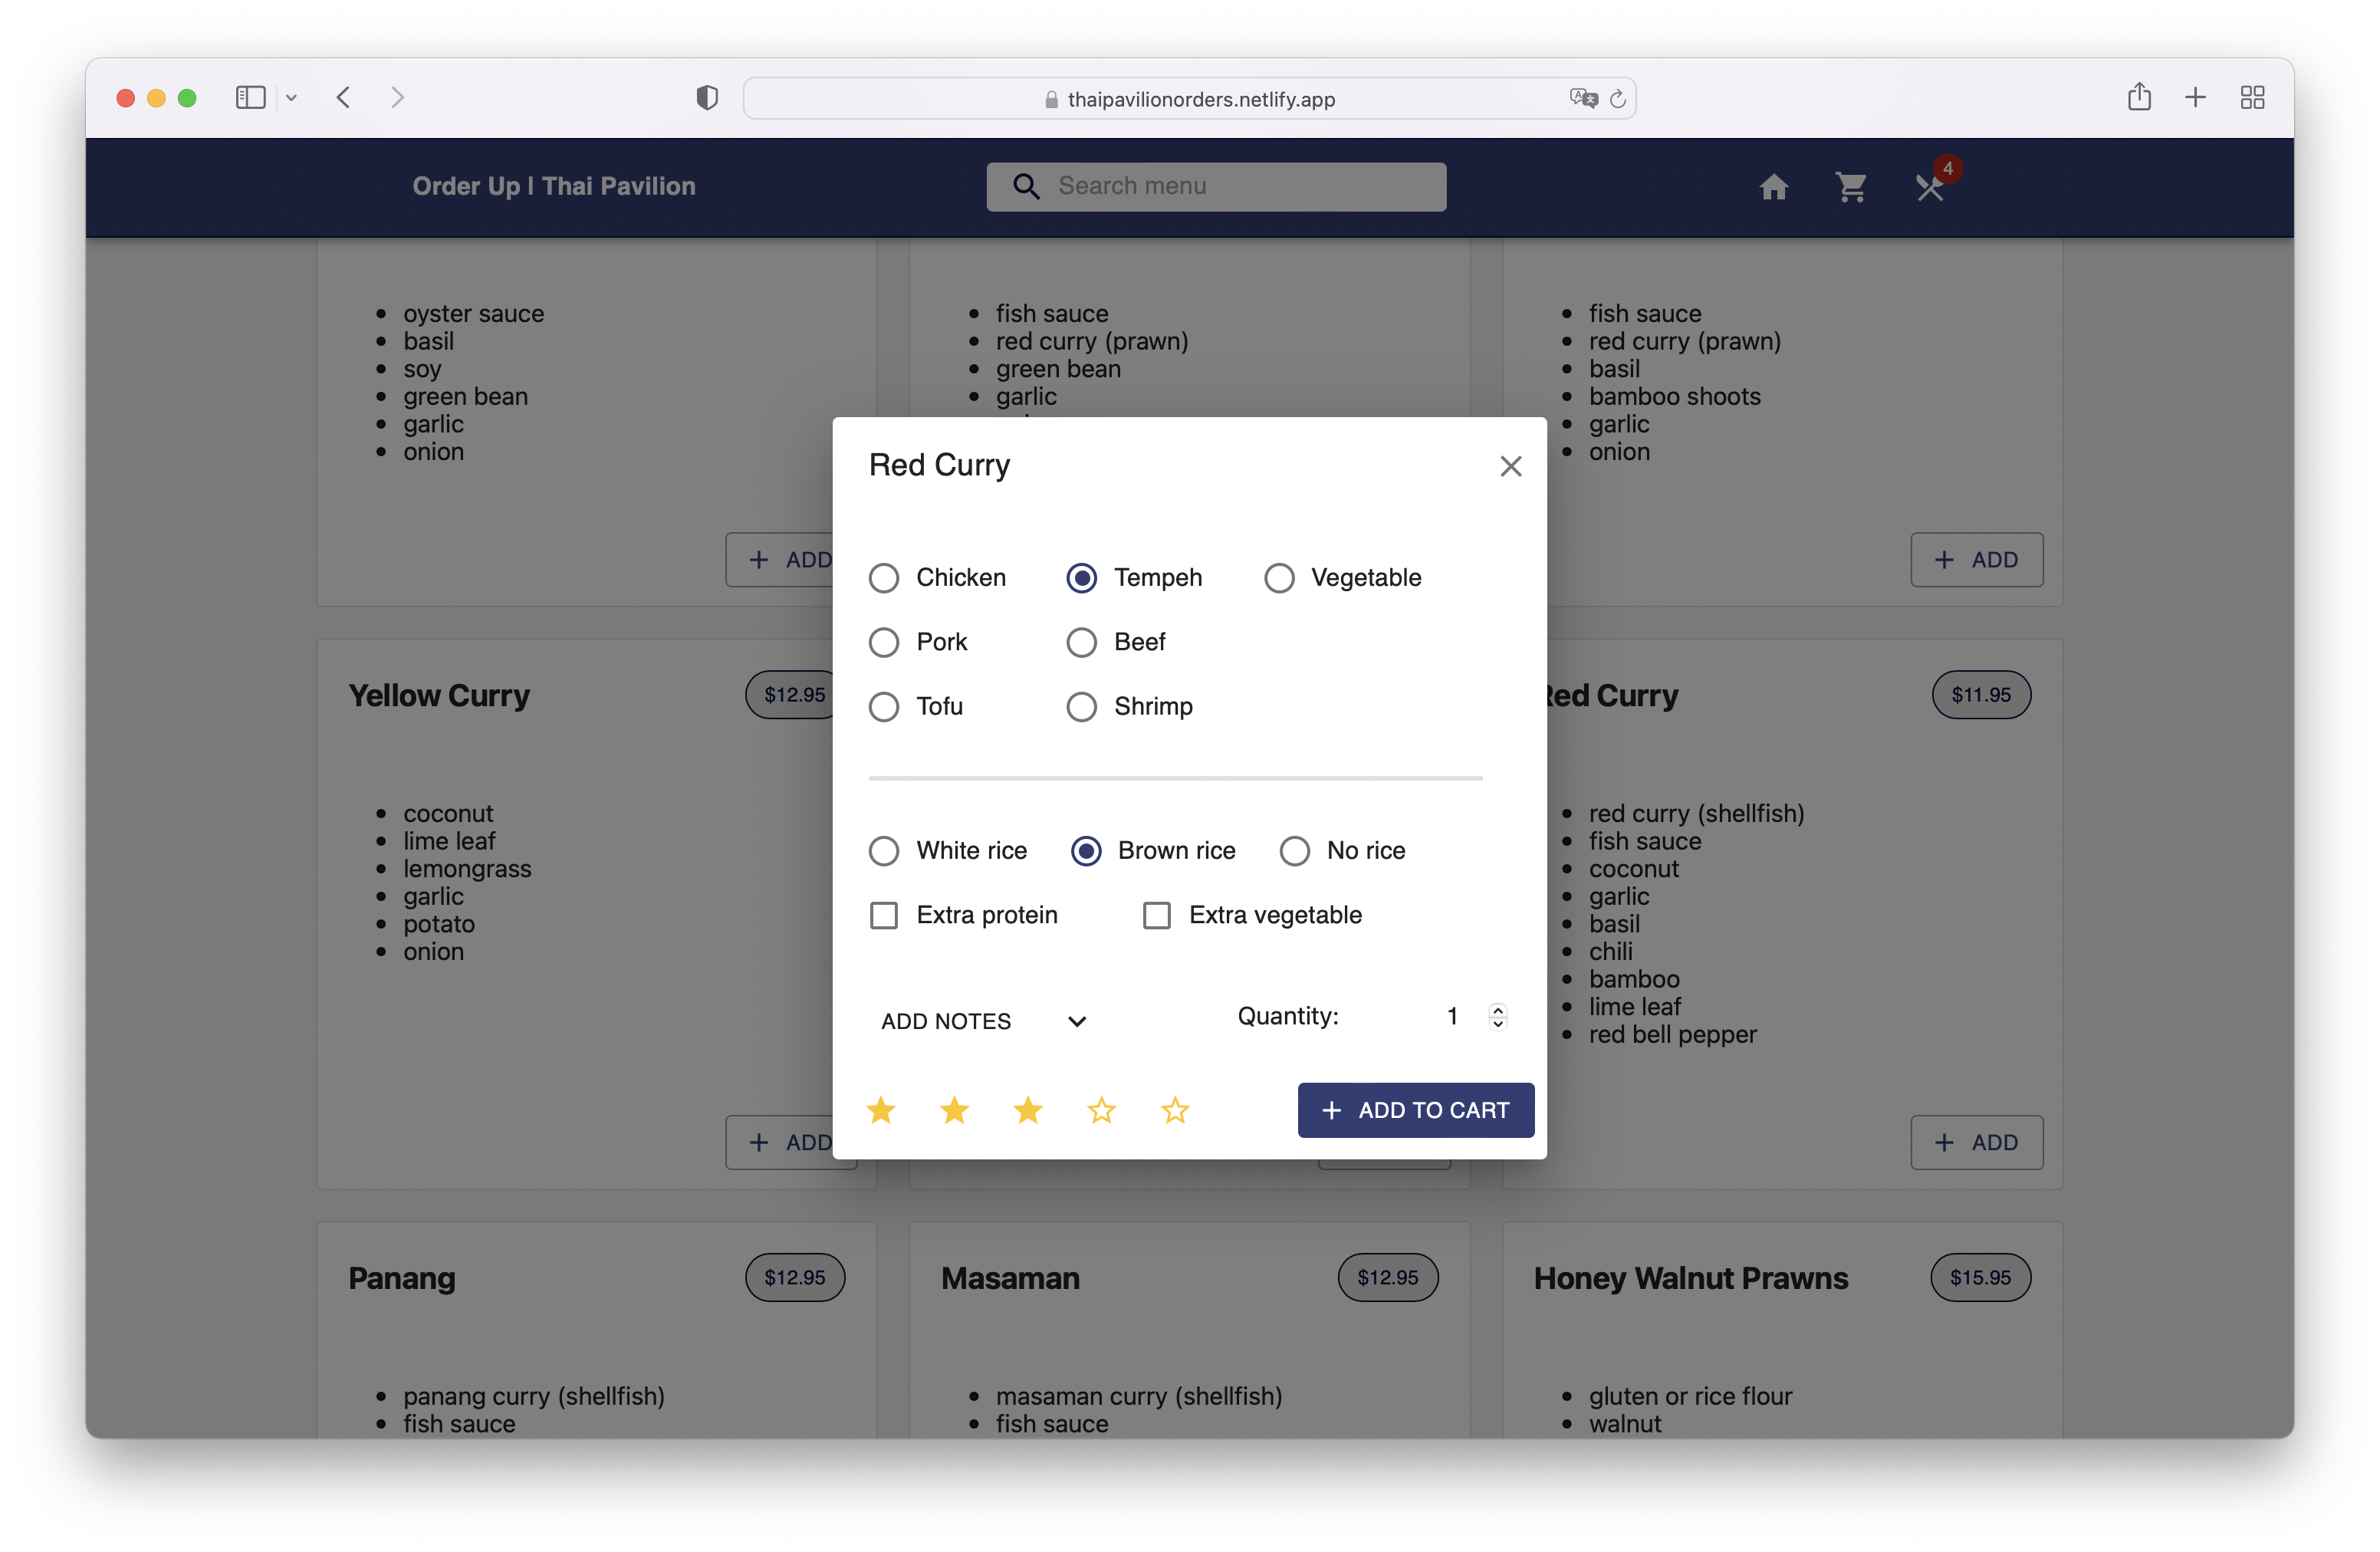 thaipavilionorders.netlify.app
Order Up | Thai Pavilion
Search menu
4
oyster sauce
basil
soy
green bean
garlic
onion
ADD
fish sauce
red curry (prawn)
green bean
garlic
fish sauce
red curry (prawn)
basil
bamboo shoots
garlic
onion
ADD
Yellow Curry
$12.95
coconut
lime leaf
lemongrass
garlic
potato
onion
ADD
Red Curry
$11.95
red curry (shellfish)
fish sauce
coconut
garlic
basil
chili
bamboo
lime leaf
red bell pepper
ADD
Red Curry
Chicken
Tempeh
Vegetable
Pork
Beef
Tofu
Shrimp
White rice
Brown rice
No rice
Extra protein
Extra vegetable
ADD NOTES
Quantity:
1
ADD TO CART
Panang
$12.95
panang curry (shellfish)
fish sauce
Masaman
$12.95
masaman curry (shellfish)
fish sauce
Honey Walnut Prawns
$15.95
gluten or rice flour
walnut